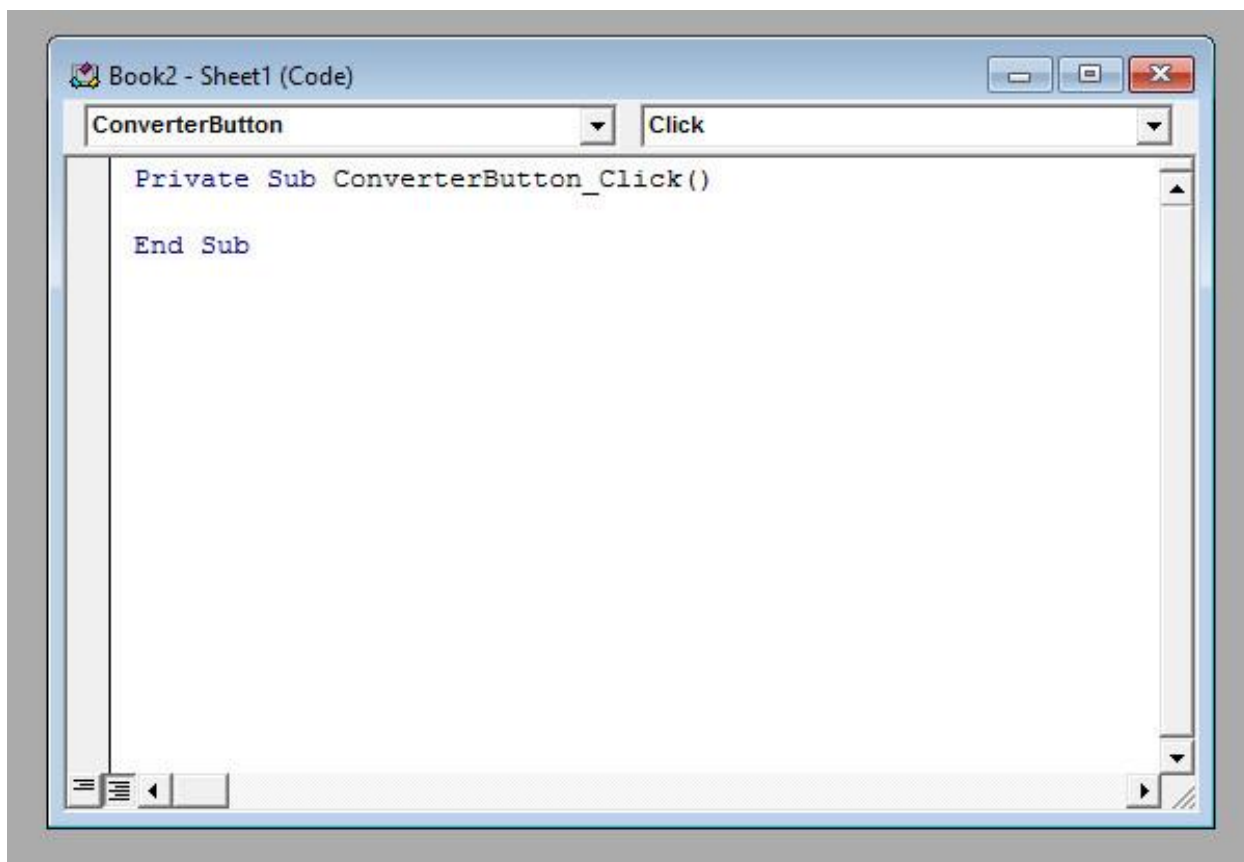 Book2 - Sheet1 (Code)
ConverterButton Click
Private Sub ConverterButton_Click()
End Sub